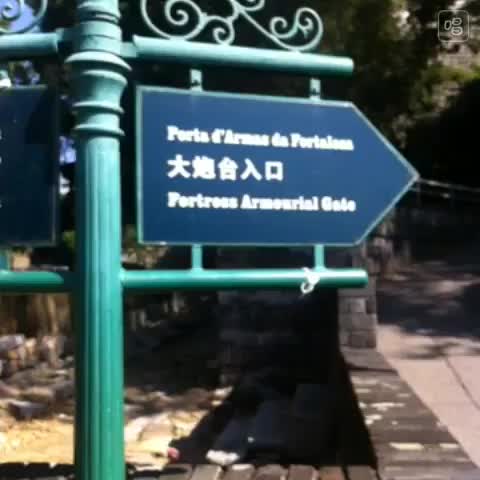 Porta d'Armas da Fortaleza
大炮台入口
Fortress Armourial Gate